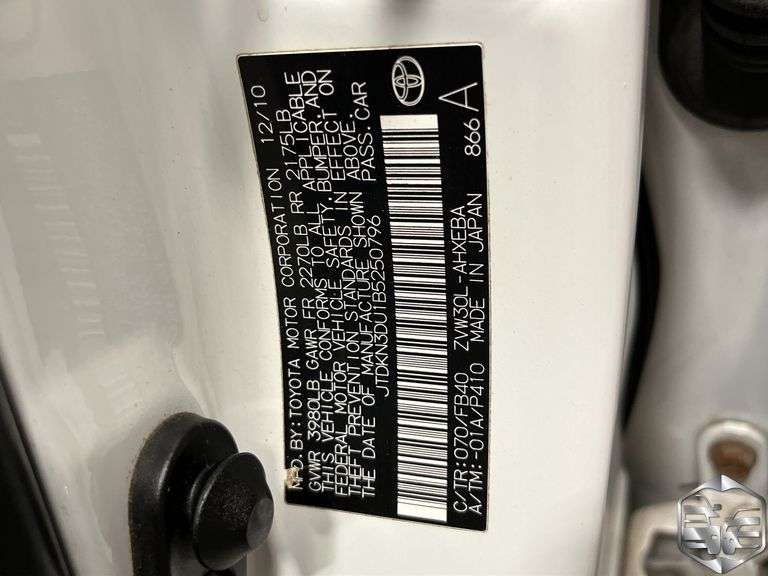 MFD.BY:TOYOTA MOTOR CORPORATION 12/10
GVWR 3980LB GAWR FR 2270LB RR 2175LB
THIS VEHICLE CONFORMS TO ALL APPLICABLE
FEDERAL MOTOR VEHICLE SAFETY, BUMPER, AND
THEFT PREVENTION STANDARDS IN EFFECT ON
THE DATE OF MANUFACTURE SHOWN ABOVE.
JTDKN3DU1B5250796 PASS. CAR
C/TR:070/FB40 ZVW30L-AHXEBA 866
A/TM:-01A/P410 MADE IN JAPAN A